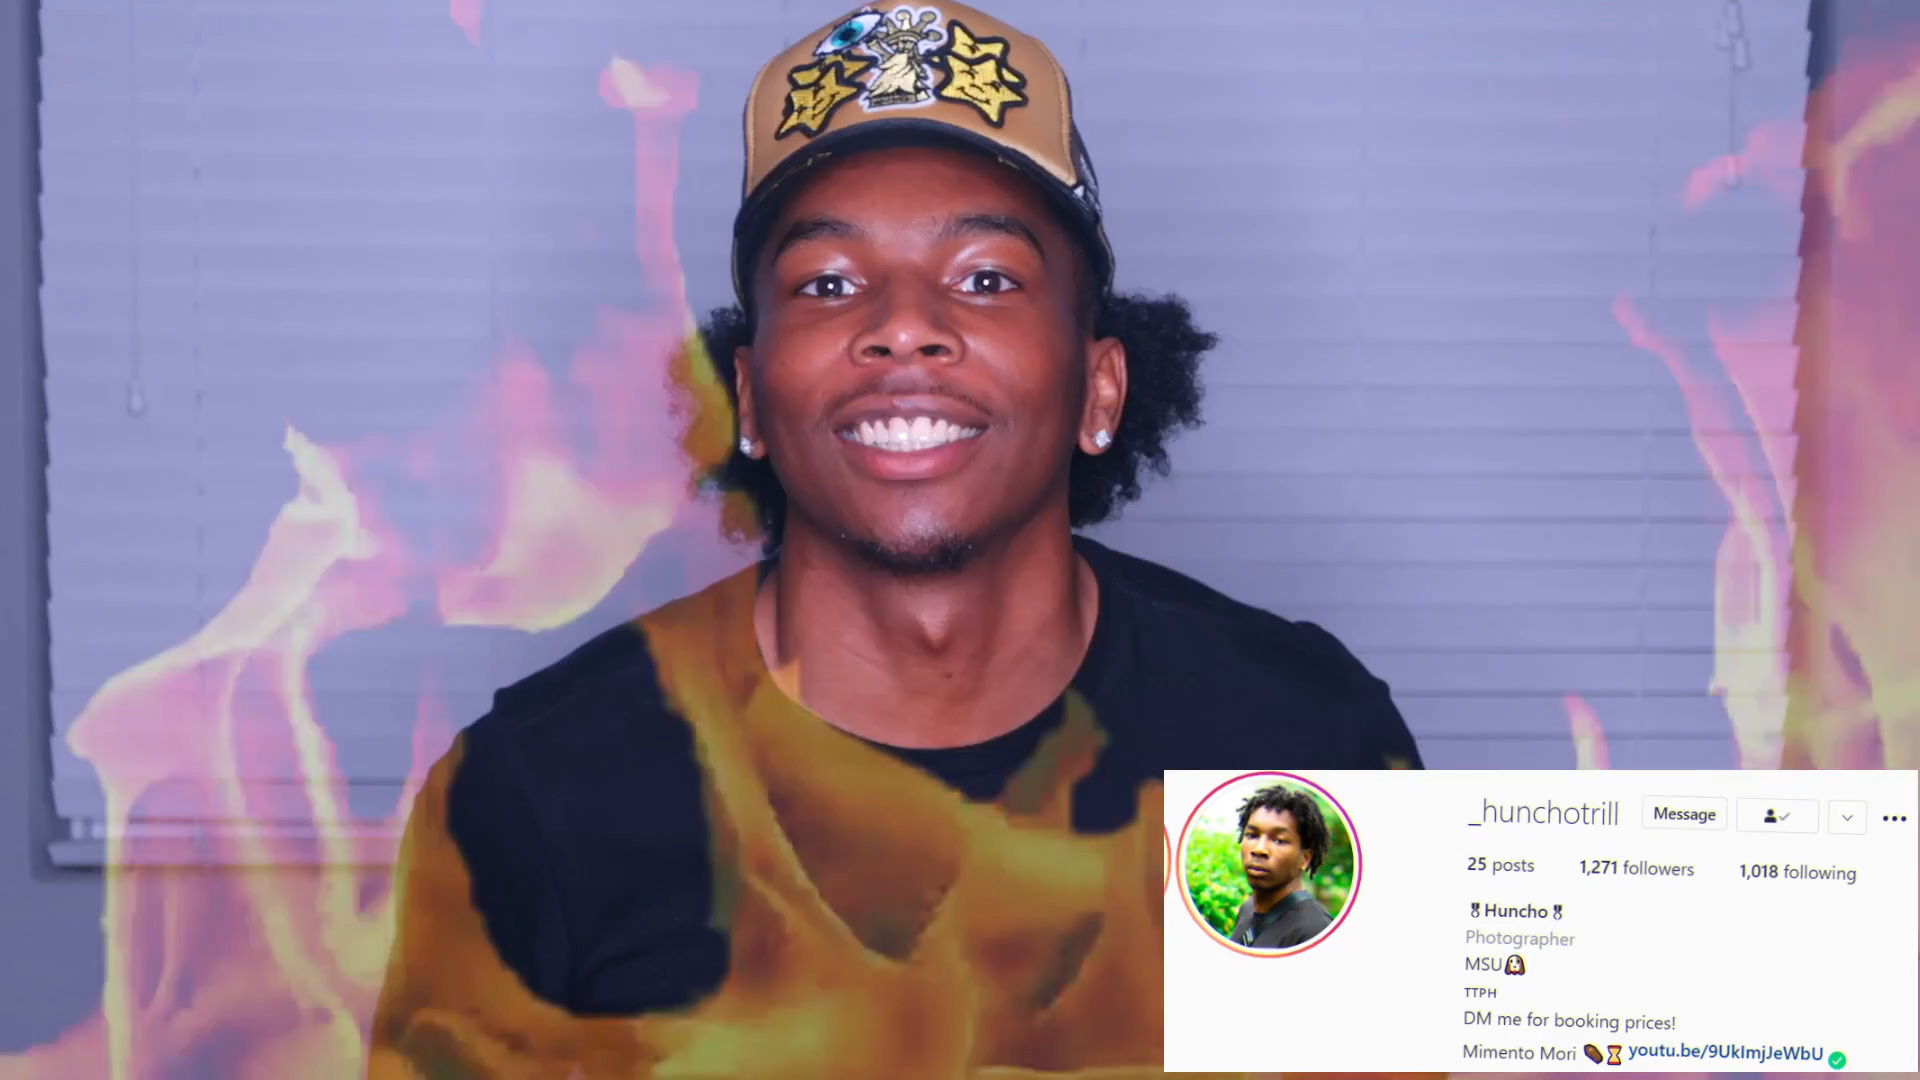 _hunchotrill Message
25 posts 1,271 followers 1,018 following
🎖Huncho🎖
Photographer
MSU🐶
TTPH
DM me for booking prices!
Mimento Mori ⚰️⏳ youtu.be/9UkImjJeWbU